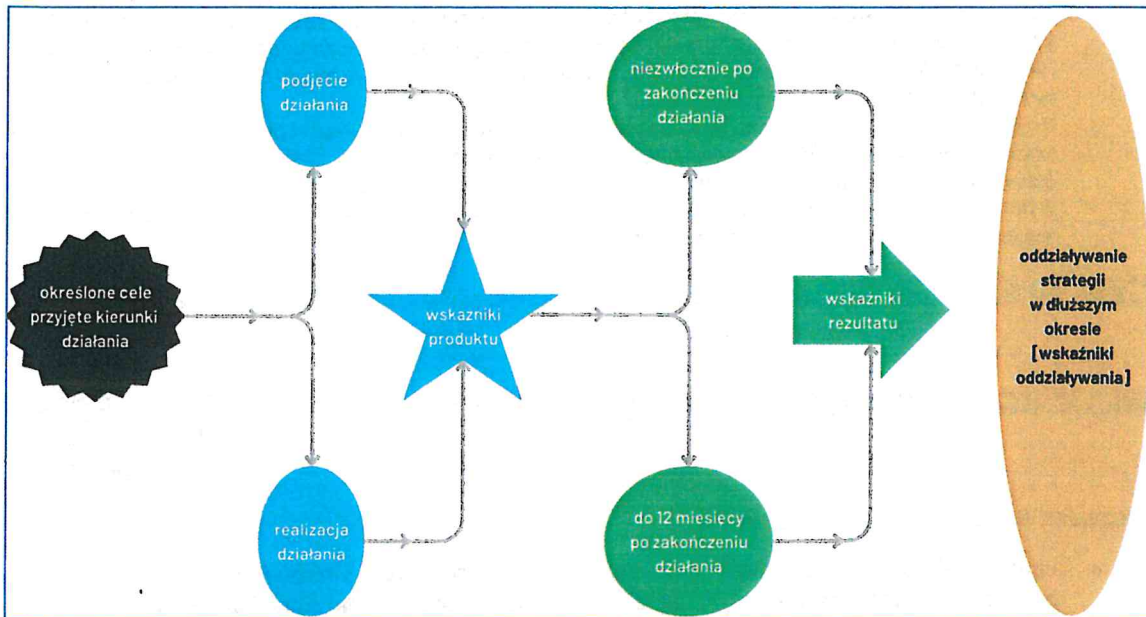 określone cele
przyjęte kierunki
działania
podjęcie
działania
realizacja
działania
wskaźniki
produktu
niezwłocznie po
zakończeniu
działania
do 12 miesięcy
po zakończeniu
działania
wskaźniki
rezultatu
oddziaływanie
strategii
w dłuższym
okresie
[wskaźniki
oddziaływania]